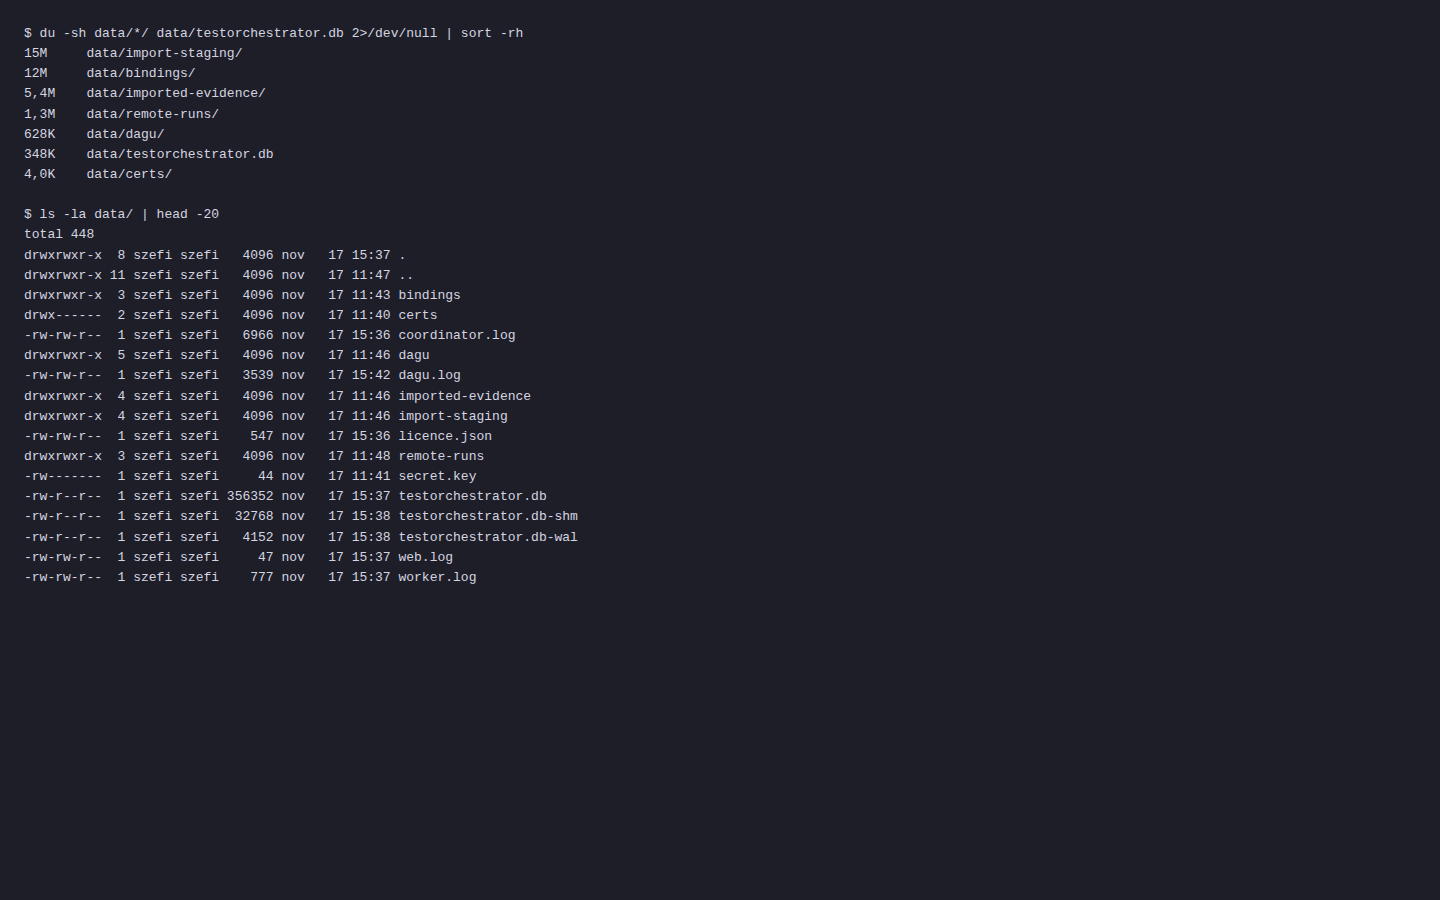 $ du -sh data/*/ data/testorchestrator.db 2>/dev/null | sort -rh
15M     data/import-staging/
12M     data/bindings/
5,4M    data/imported-evidence/
1,3M    data/remote-runs/
628K    data/dagu/
348K    data/testorchestrator.db
4,0K    data/certs/

$ ls -la data/ | head -20
total 448
drwxrwxr-x  8 szefi szefi   4096 nov   17 15:37 .
drwxrwxr-x 11 szefi szefi   4096 nov   17 11:47 ..
drwxrwxr-x  3 szefi szefi   4096 nov   17 11:43 bindings
drwx------  2 szefi szefi   4096 nov   17 11:40 certs
-rw-rw-r--  1 szefi szefi   6966 nov   17 15:36 coordinator.log
drwxrwxr-x  5 szefi szefi   4096 nov   17 11:46 dagu
-rw-rw-r--  1 szefi szefi   3539 nov   17 15:42 dagu.log
drwxrwxr-x  4 szefi szefi   4096 nov   17 11:46 imported-evidence
drwxrwxr-x  4 szefi szefi   4096 nov   17 11:46 import-staging
-rw-rw-r--  1 szefi szefi    547 nov   17 15:36 licence.json
drwxrwxr-x  3 szefi szefi   4096 nov   17 11:48 remote-runs
-rw-------  1 szefi szefi     44 nov   17 11:41 secret.key
-rw-r--r--  1 szefi szefi 356352 nov   17 15:37 testorchestrator.db
-rw-r--r--  1 szefi szefi  32768 nov   17 15:38 testorchestrator.db-shm
-rw-r--r--  1 szefi szefi   4152 nov   17 15:38 testorchestrator.db-wal
-rw-rw-r--  1 szefi szefi     47 nov   17 15:37 web.log
-rw-rw-r--  1 szefi szefi    777 nov   17 15:37 worker.log